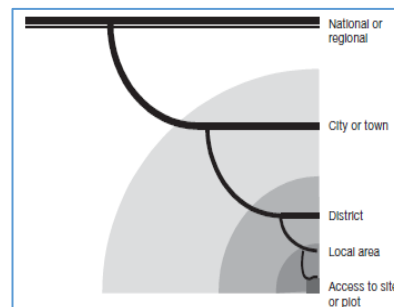 National or
regional
City or town
District
Local area
Access to site
or plot